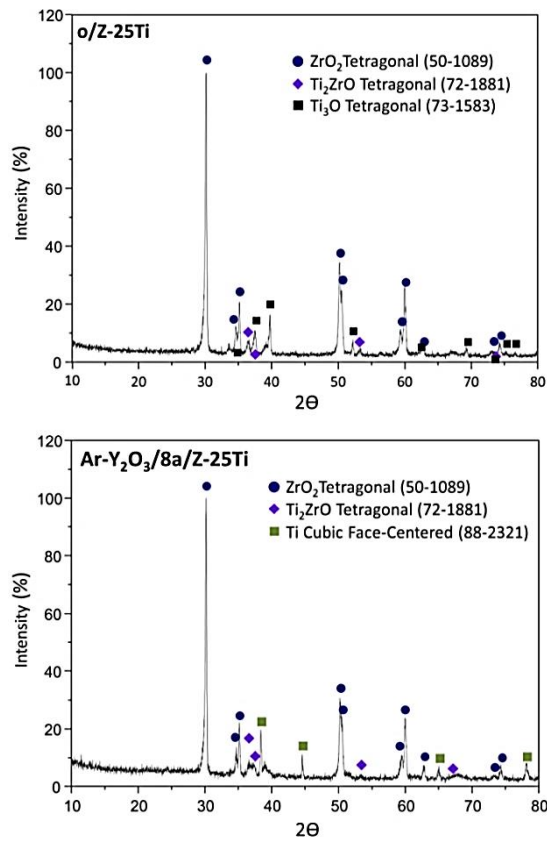 o/Z-25Ti
ZrO₂Tetragonal (50-1089)
Ti₂ZrO Tetragonal (72-1881)
Ti₃O Tetragonal (73-1583)
Intensity (%)
120
100
80
60
40
20
0
10 20 30 40 50 60 70 80
2ϴ
Ar-Y₂O₃/8a/Z-25Ti
ZrO₂Tetragonal (50-1089)
Ti₂ZrO Tetragonal (72-1881)
Ti Cubic Face-Centered (88-2321)
Intensity (%)
120
100
80
60
40
20
0
10 20 30 40 50 60 70 80
2ϴ